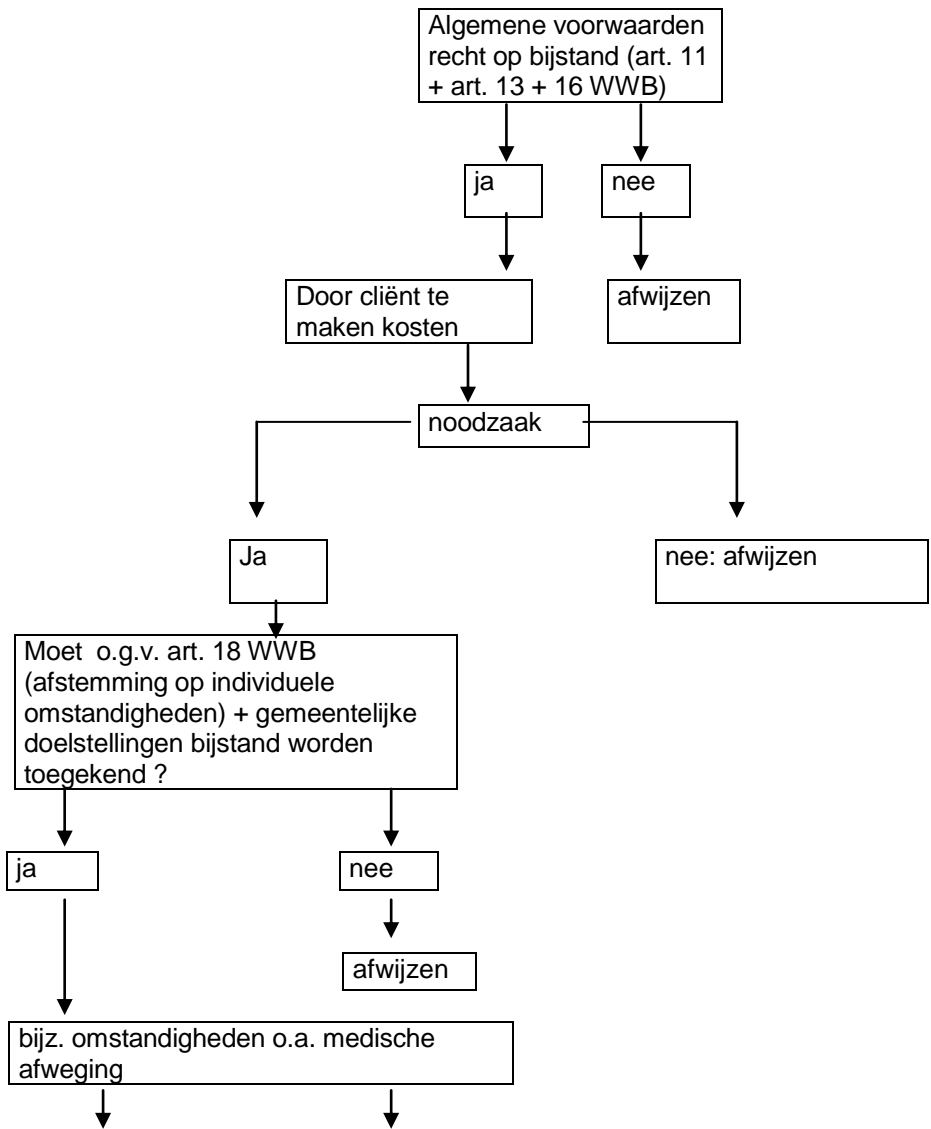 Algemene voorwaarden
recht op bijstand (art. 11
+ art. 13 + 16 WWB)
ja
nee
Door cliënt te
maken kosten
afwijzen
noodzaak
Ja
nee: afwijzen
Moet o.g.v. art. 18 WWB
(afstemming op individuele
omstandigheden) + gemeentelijke
doelstellingen bijstand worden
toegekend ?
ja
nee
afwijzen
bijz. omstandigheden o.a. medische
afweging